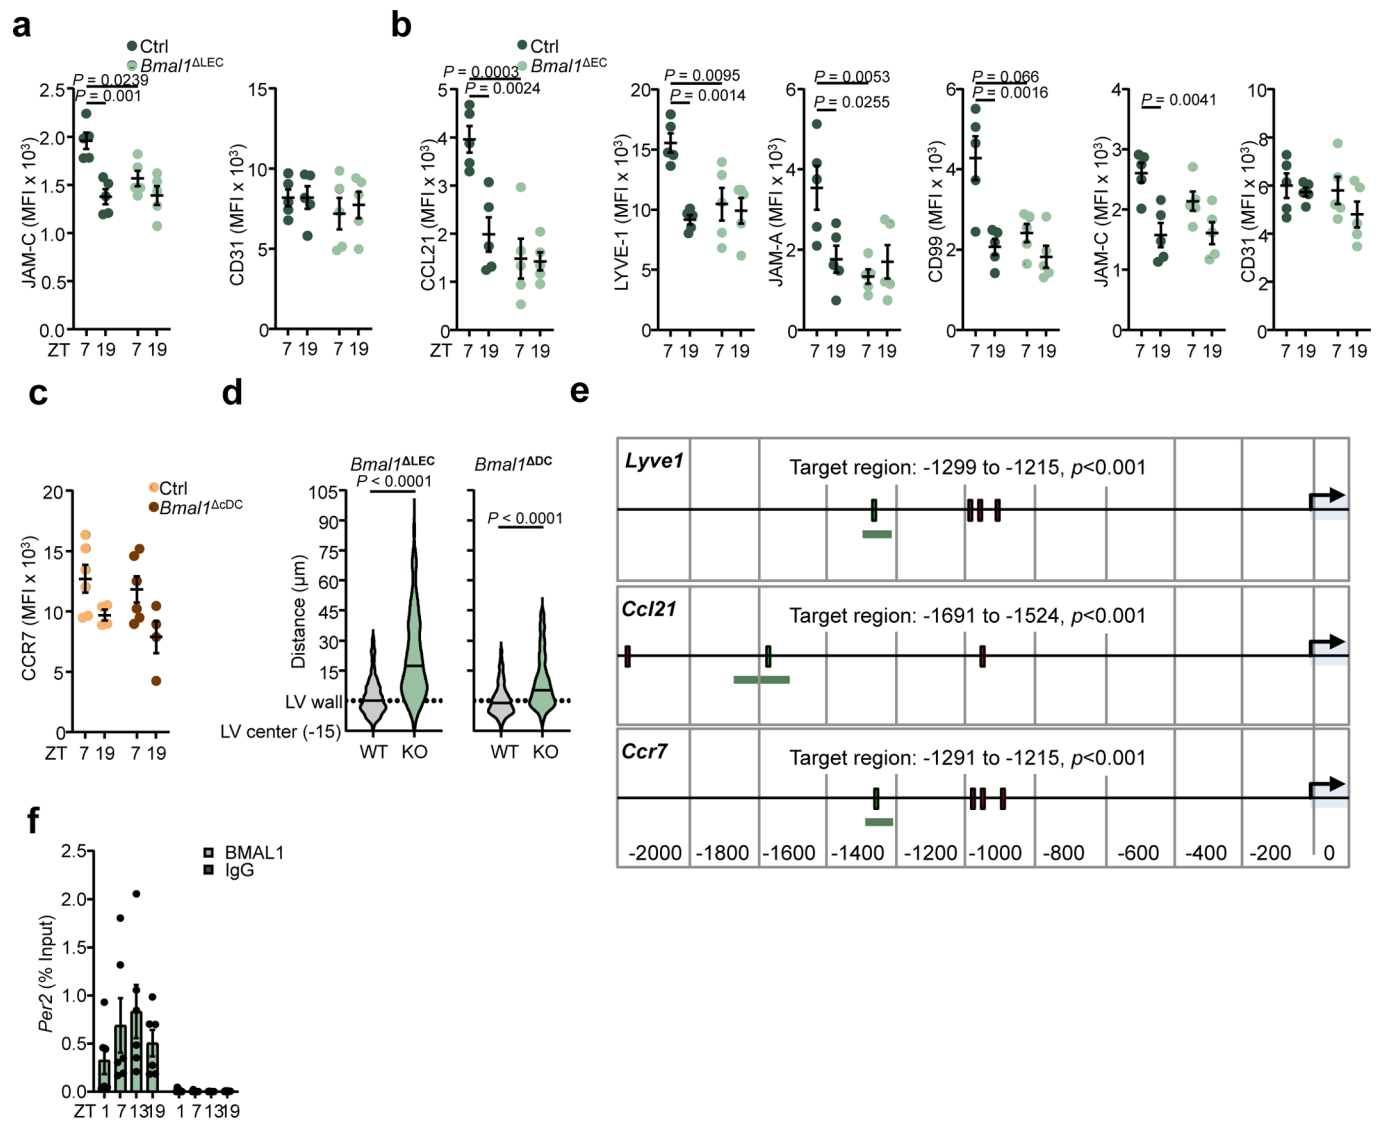 a
Ctrl
Bmal1ΔLEC
P = 0.0239
P = 0.001
JAM-C (MFI x 10³)
2.5
2.0
1.5
1.0
0.5
0.0
ZT 7 19 7 19
CD31 (MFI x 10³)
15
10
5
0
7 19 7 19
b
Ctrl
Bmal1ΔEC
P = 0.0003
P = 0.0024
CCL21 (MFI x 10³)
5
4
3
2
1
0
ZT 7 19 7 19
P = 0.0095
P = 0.0014
LYVE-1 (MFI x 10³)
20
15
10
5
0
7 19 7 19
P = 0.0053
P = 0.0255
JAM-A (MFI x 10³)
6
4
2
0
7 19 7 19
P = 0.066
P = 0.0016
CD99 (MFI x 10³)
6
4
2
0
7 19 7 19
P = 0.0041
JAM-C (MFI x 10³)
4
3
2
1
0
7 19 7 19
CD31 (MFI x 10³)
10
8
6
4
2
0
7 19 7 19
c
Ctrl
Bmal1ΔcDC
CCR7 (MFI x 10³)
20
15
10
5
0
ZT 7 19 7 19
d
Bmal1ΔLEC
P < 0.0001
Distance (µm)
105
90
75
60
45
30
15
LV wall
LV center (-15)
WT KO
Bmal1ΔDC
P < 0.0001
WT KO
e
Lyve1
Target region: -1299 to -1215, p<0.001
Ccl21
Target region: -1691 to -1524, p<0.001
Ccr7
Target region: -1291 to -1215, p<0.001
-2000 -1800 -1600 -1400 -1200 -1000 -800 -600 -400 -200 0
f
BMAL1
IgG
Per2 (% Input)
2.5
2.0
1.5
1.0
0.5
0.0
ZT 1 7 13 19 1 7 13 19